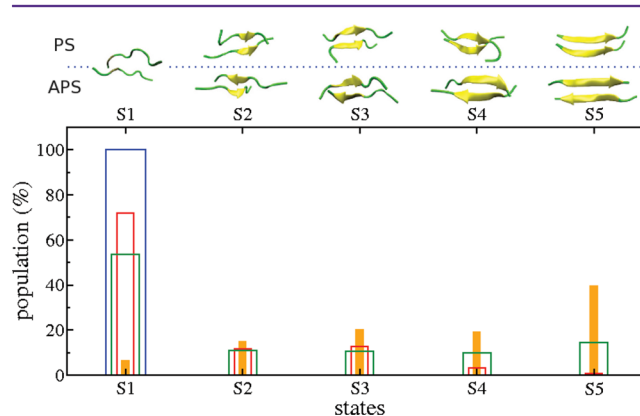 PS
APS
S1 S2 S3 S4 S5
100
80
60
40
20
0
population (%)
S1 S2 S3 S4 S5
states